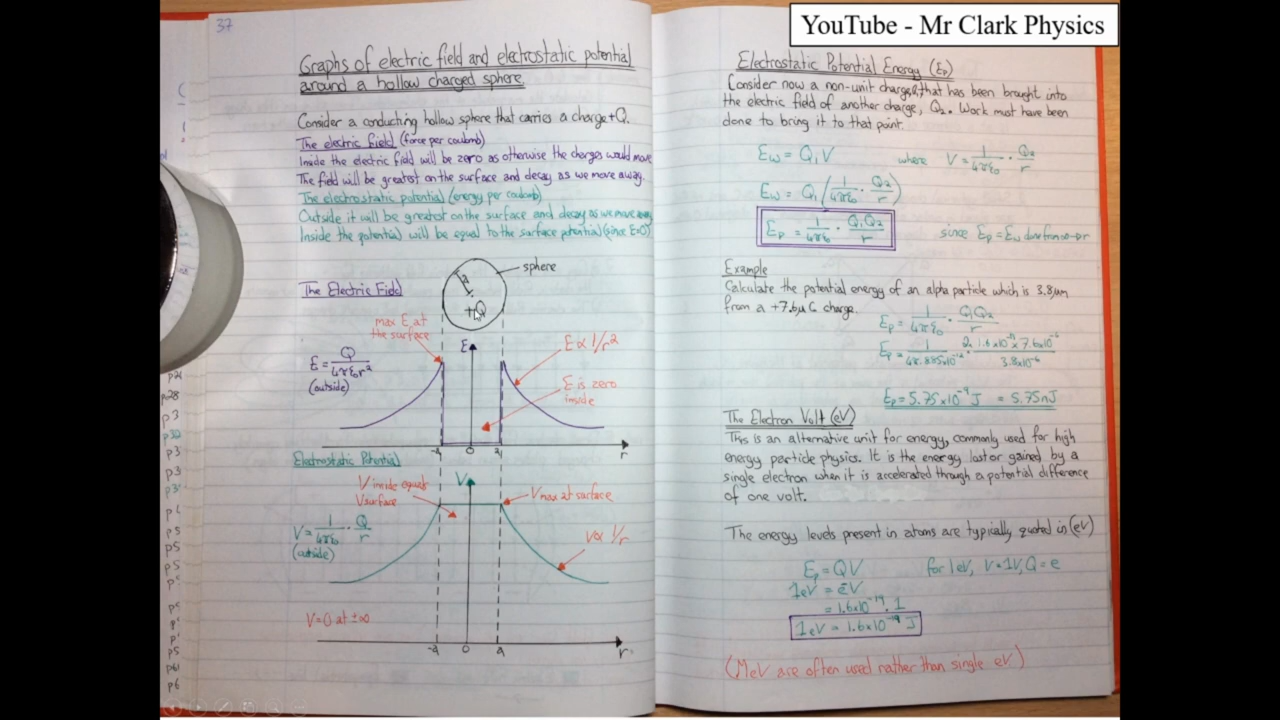 YouTube - Mr Clark Physics
37
Graphs of electric field and electrostatic potential
around a hollow charged sphere.
Consider a conducting hollow sphere that carries a charge +Q.
The electric field (force per coulomb)
Inside the electric field will be zero as otherwise the charges would move
The field will be greatest on the surface and decay as we move away.
The electrostatic potential (energy per coulomb)
Outside it will be greatest on the surface and decay as we move away
Inside the potential will be equal to the surface potential (since E=0)
sphere
+Q
The Electric Field
max E at
the surface
E
E ∝ 1/r²
E = Q/4πε₀r²
(outside)
E is zero
inside
-a 0 a r
Electrostatic Potential
V inside equal
Vsurface
V
Vmax at surface
V = 1/4πε₀ · Q/r
(outside)
V ∝ 1/r
V=0 at ±∞
-a 0 a r
Electrostatic Potential Energy (Ep)
Consider now a non-unit charge, that has been brought into
the electric field of another charge, Q₂. Work must have been
done to bring it to that point.
Ew = Q₁V where V = 1/4πε₀ · Q₂/r
Ew = Q₁(1/4πε₀ · Q₂/r)
Ep = 1/4πε₀ · Q₁Q₂/r since Ep = Ew done from ∞→r
Example
Calculate the potential energy of an alpha particle which is 3.8µm
from a +7.6µC charge.
Ep = 1/4πε₀ · Q₁Q₂/r
Ep = 5.75x10⁻⁹J = 5.75nJ
The Electron Volt (eV)
This is an alternative unit for energy, commonly used for high
energy particle physics. It is the energy lost or gained by a
single electron when it is accelerated through a potential difference
of one volt.
The energy levels present in atoms are typically quoted in (eV)
Ep = QV for 1eV, V=1V, Q=e
1eV = eV
= 1.6x10⁻¹⁹ . 1
1eV = 1.6x10⁻¹⁹ J
(MeV are often used rather than single eV)